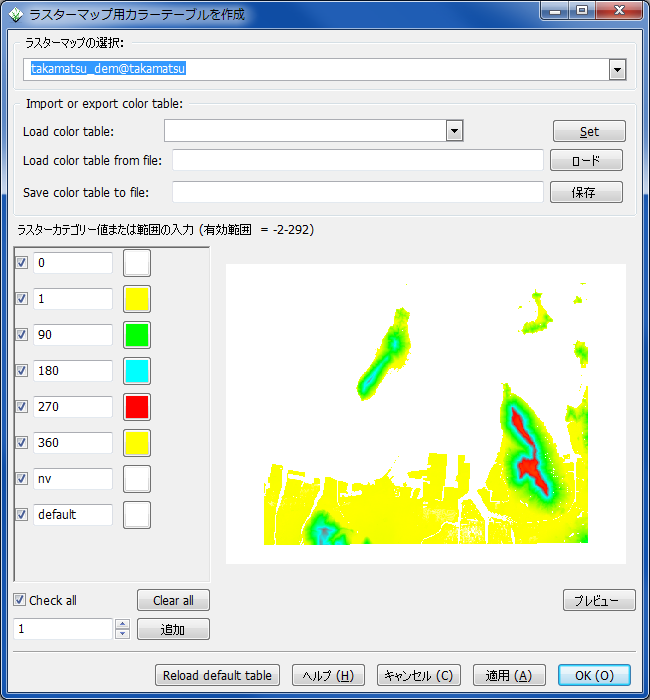 ラスターマップ用カラーテーブルを作成
ラスターマップの選択:
takamatsu_dem@takamatsu
Import or export color table:
Load color table:
Set
Load color table from file:
ロード
Save color table to file:
保存
ラスターカテゴリー値または範囲の入力 (有効範囲 = -2-292)
0
1
90
180
270
360
nv
default
Check all
Clear all
プレビュー
1
追加
Reload default table
ヘルプ (H)
キャンセル (C)
適用 (A)
OK (O)